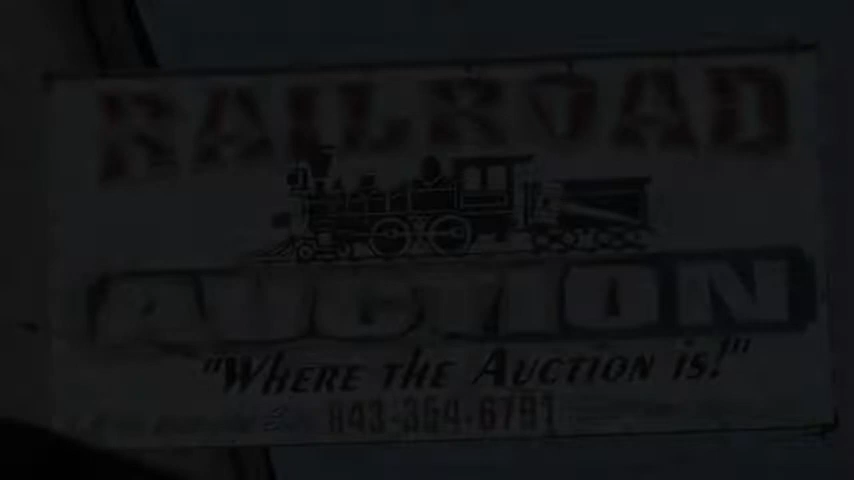 RAILROAD
AUCTION
"WHERE THE AUCTION IS!"
843-364-6791